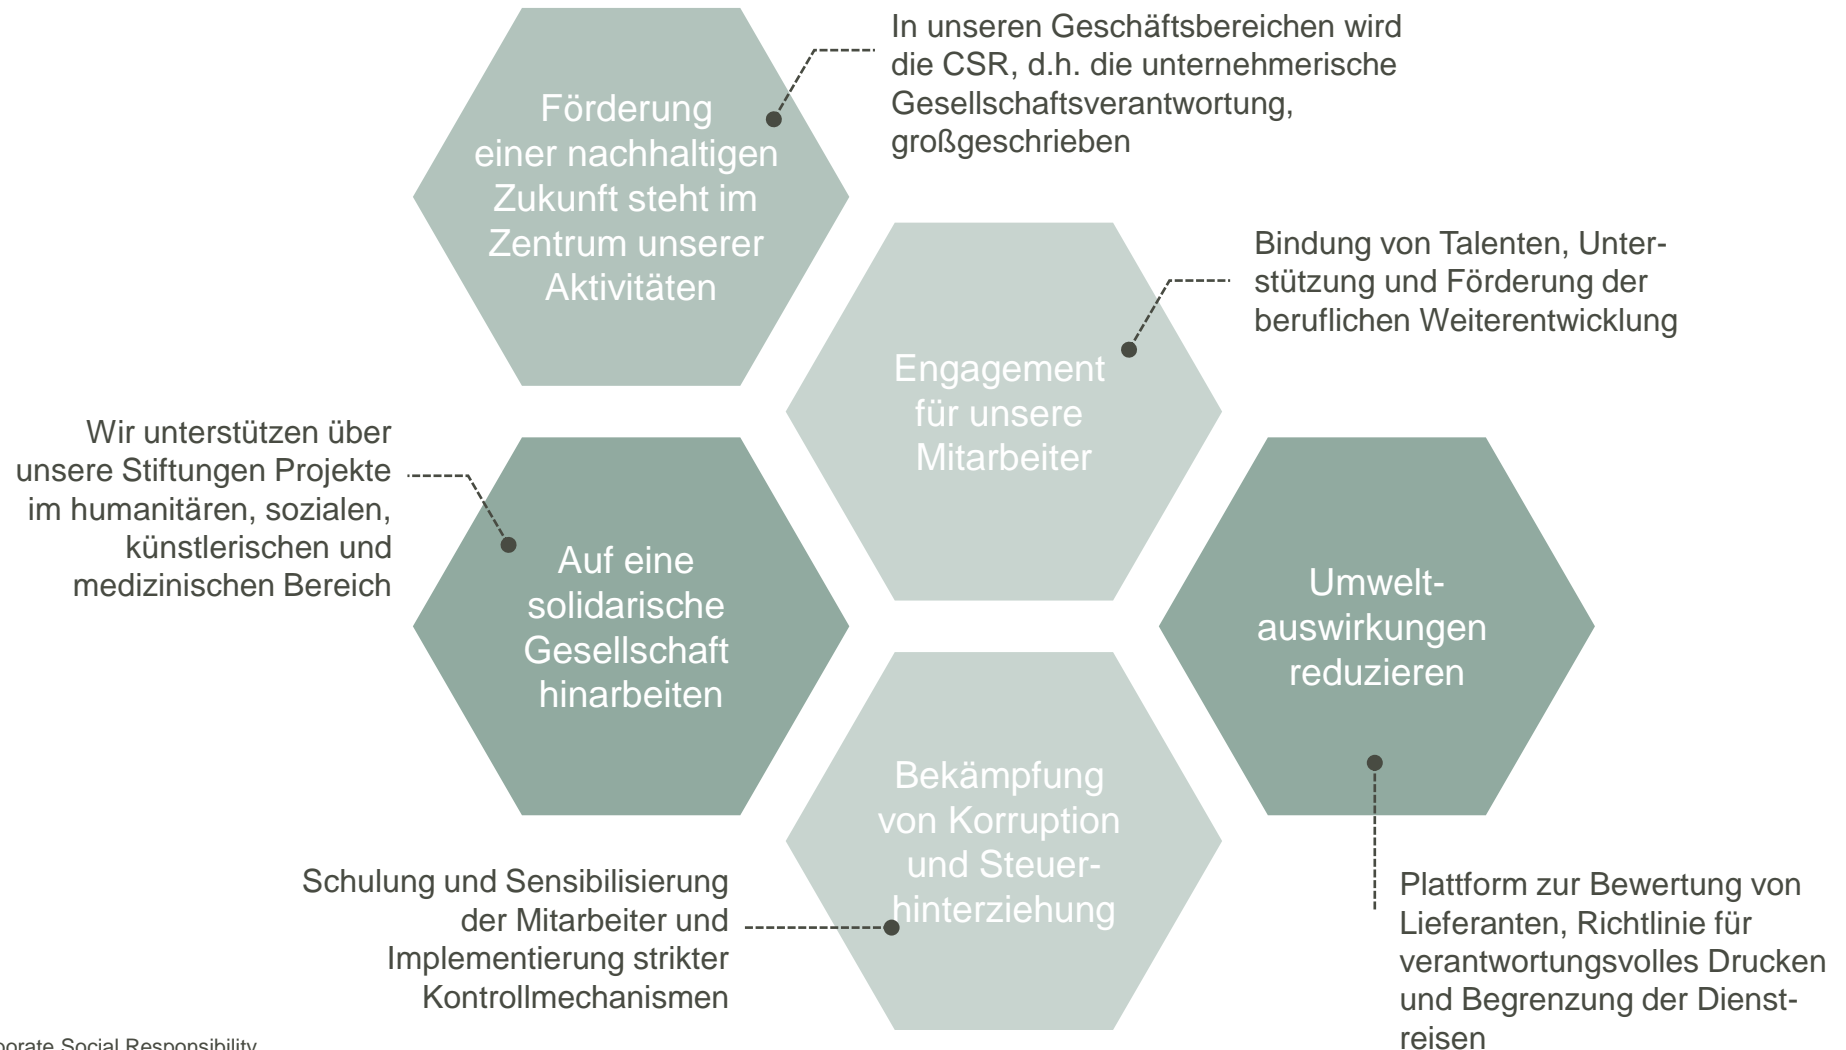 In unseren Geschäftsbereichen wird
die CSR, d.h. die unternehmerische
Gesellschaftsverantwortung,
großgeschrieben
Förderung
einer nachhaltigen
Zukunft steht im
Zentrum unserer
Aktivitäten
Bindung von Talenten, Unter-
stützung und Förderung der
beruflichen Weiterentwicklung
Engagement
für unsere
Mitarbeiter
Wir unterstützen über
unsere Stiftungen Projekte
im humanitären, sozialen,
künstlerischen und
medizinischen Bereich
Auf eine
solidarische
Gesellschaft
hinarbeiten
Umwelt-
auswirkungen
reduzieren
Bekämpfung
von Korruption
und Steuer-
hinterziehung
Schulung und Sensibilisierung
der Mitarbeiter und
Implementierung strikter
Kontrollmechanismen
Plattform zur Bewertung von
Lieferanten, Richtlinie für
verantwortungsvolles Drucken
und Begrenzung der Dienst-
reisen
Social Responsibility